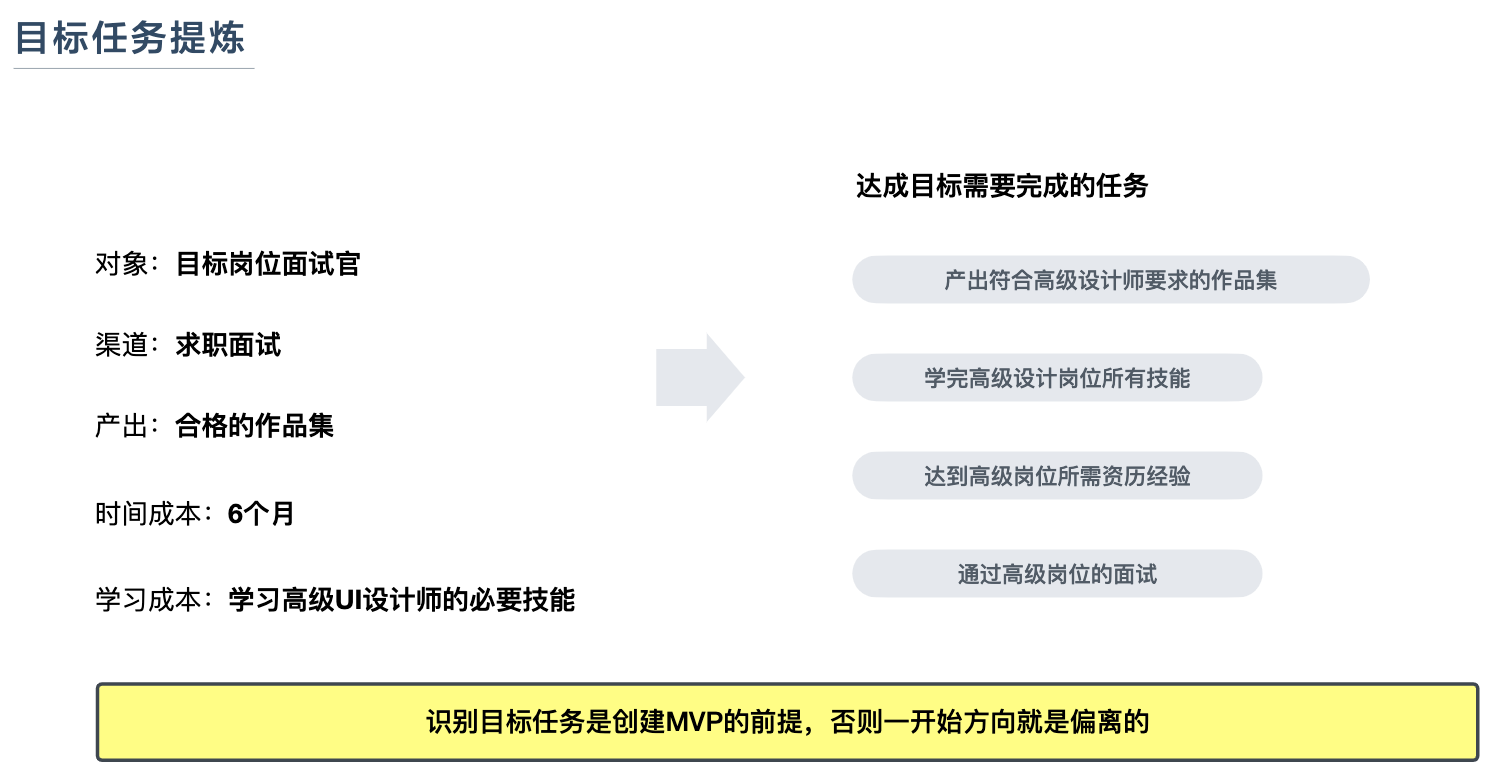 目标任务提炼
对象：目标岗位面试官
渠道：求职面试
产出：合格的作品集
时间成本：6个月
学习成本：学习高级UI设计师的必要技能
达成目标需要完成的任务
产出符合高级设计师要求的作品集
学完高级设计岗位所有技能
达到高级岗位所需资历经验
通过高级岗位的面试
识别目标任务是创建MVP的前提，否则一开始方向就是偏离的